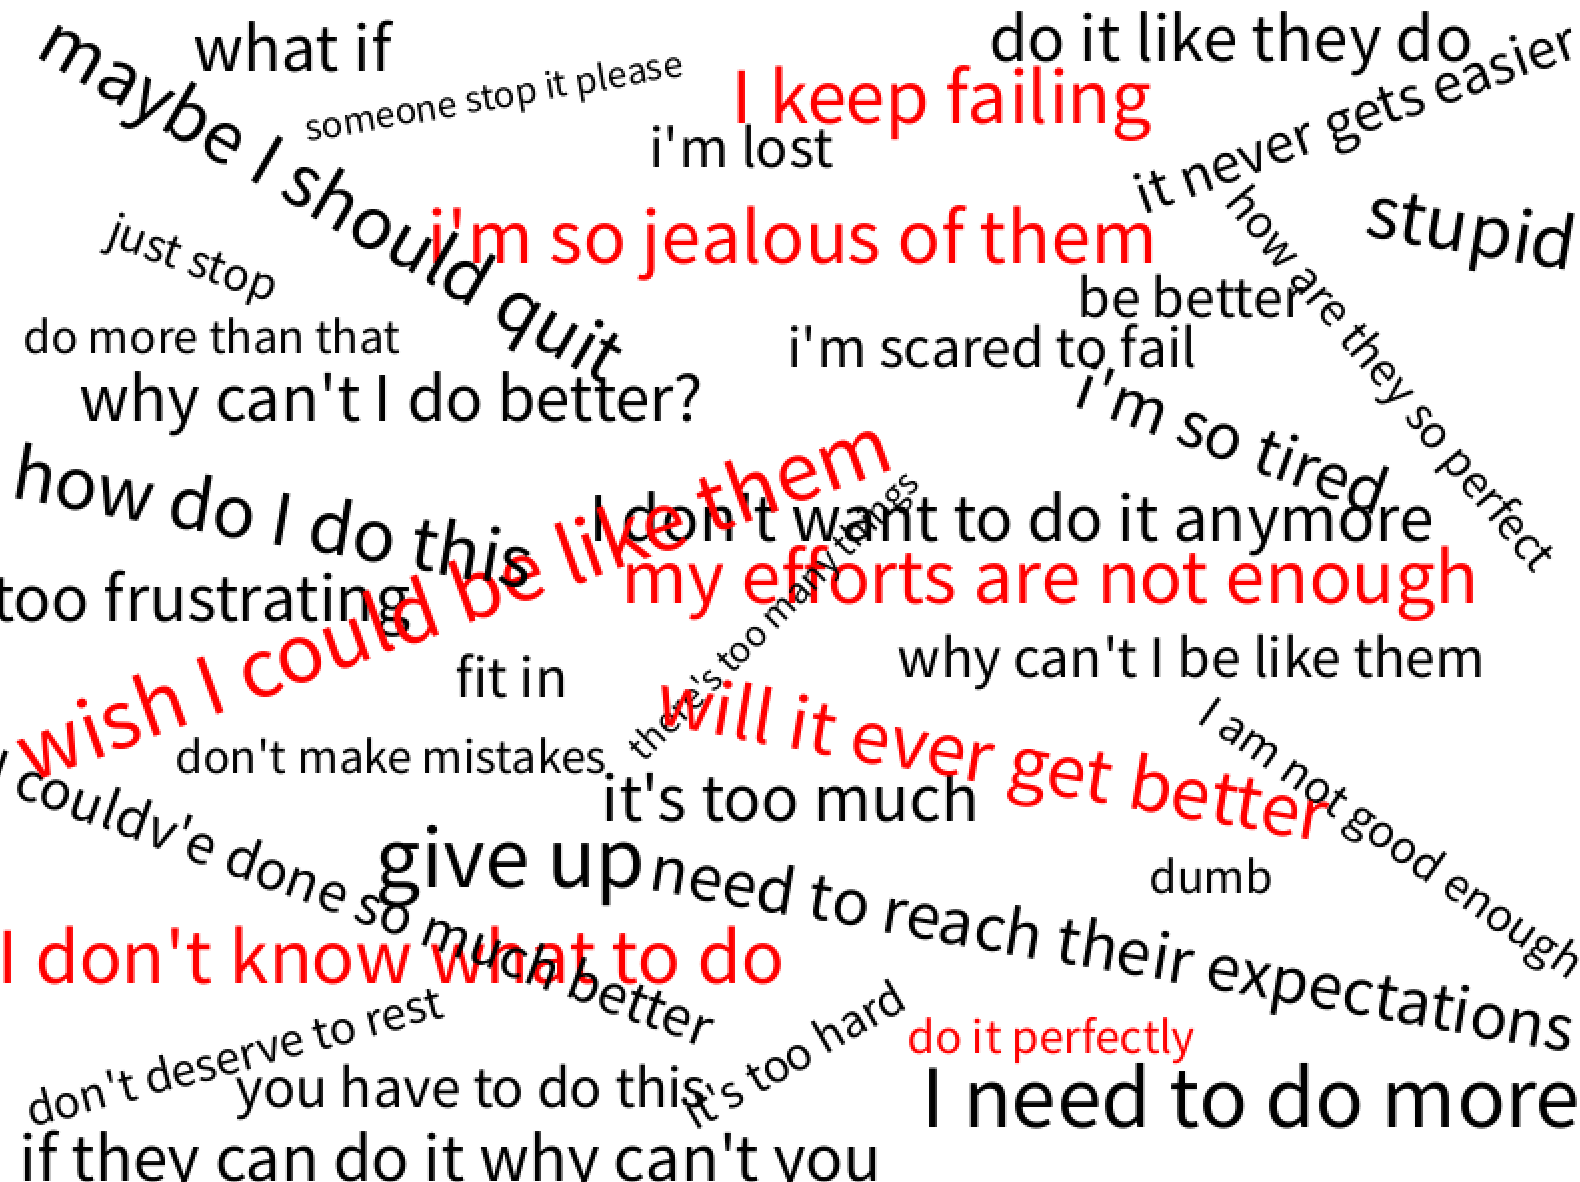 what if
do it like they do
maybe I should quit
someone stop it please
I keep failing
it never gets easier
i'm lost
stupid
i'm so jealous of them
how are they so perfect
just stop
be better
do more than that
i'm scared to fail
why can't I do better?
i'm so tired
how do I do this
wish I could be like them
I don't want to do it anymore
there's too many things
my efforts are not enough
too frustrating
why can't I be like them
fit in
will it ever get better
I am not good enough
don't make mistakes
it's too much
couldv'e done so much better
give up
need to reach their expectations
dumb
I don't know what to do
don't deserve to rest
it's too hard
do it perfectly
you have to do this
I need to do more
if they can do it why can't you